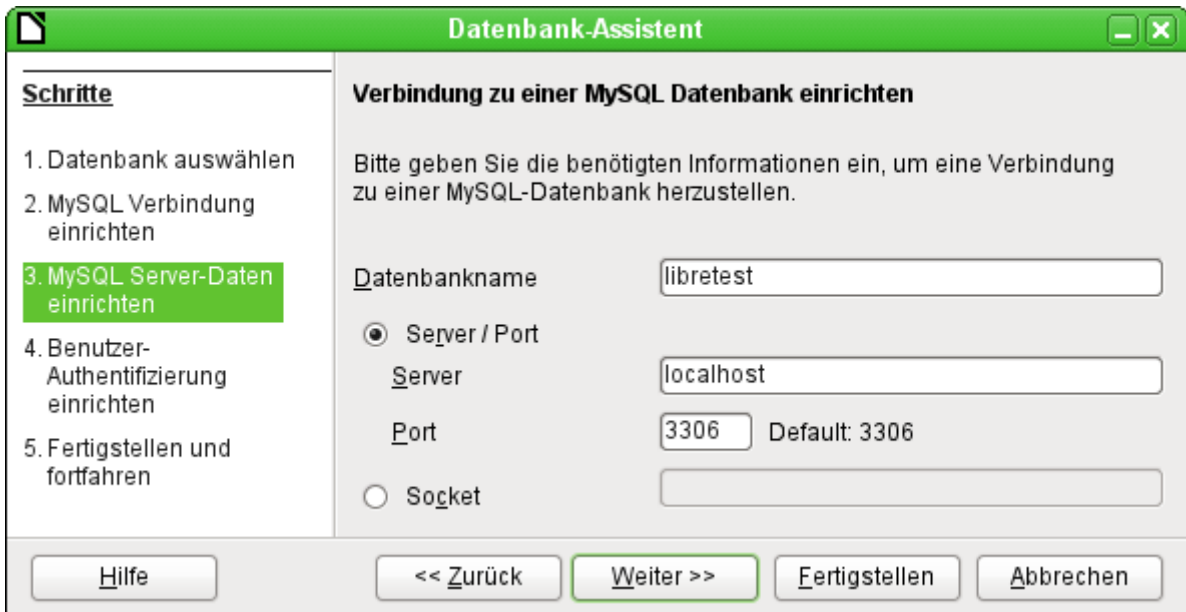 Datenbank-Assistent
Schritte
1. Datenbank auswählen
2. MySQL Verbindung
einrichten
3. MySQL Server-Daten
einrichten
4. Benutzer-
Authentifizierung
einrichten
5. Fertigstellen und
fortfahren
Verbindung zu einer MySQL Datenbank einrichten
Bitte geben Sie die benötigten Informationen ein, um eine Verbindung
zu einer MySQL-Datenbank herzustellen.
Datenbankname libretest
Server / Port
Server localhost
Port 3306 Default: 3306
Socket
Hilfe << Zurück Weiter >> Fertigstellen Abbrechen